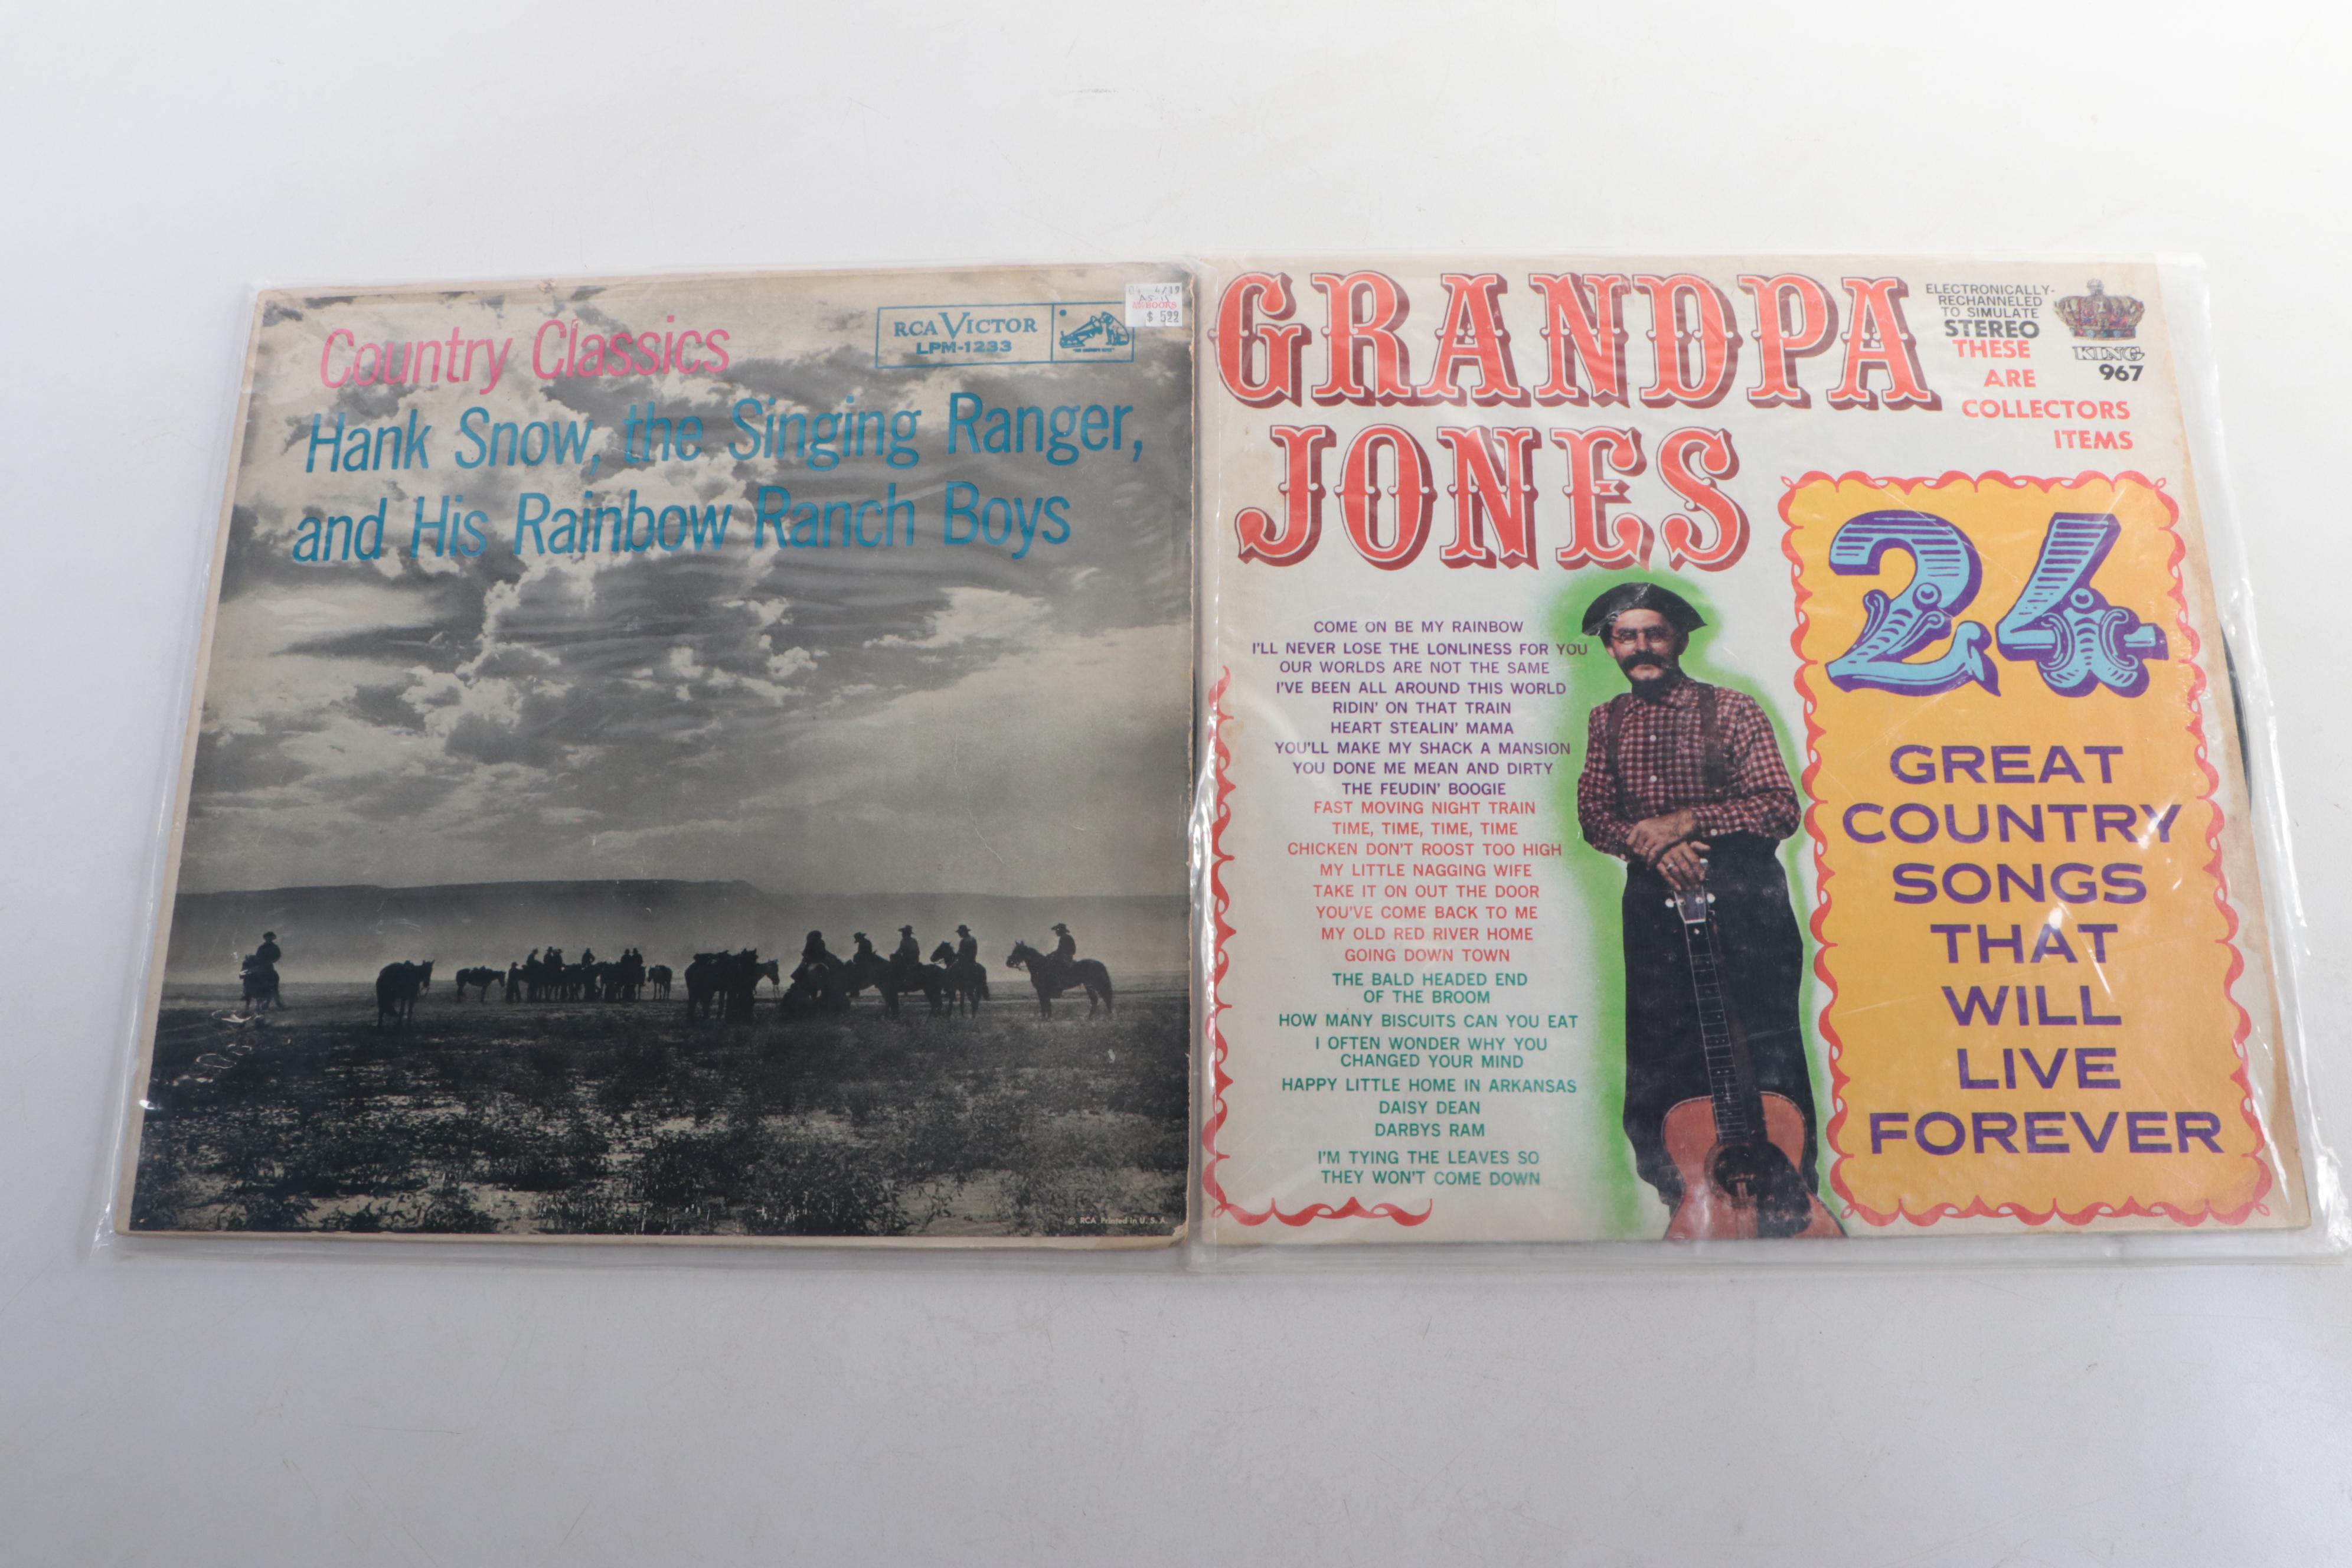 Country Classics
Hank Snow, the Singing Ranger,
and His Rainbow Ranch Boys
RCA VICTOR
LPM-1233
"HIS MASTER'S VOICE"
BOOKS
$ 5.99
© RCA Printed in U. S. A.
GRANDPA
JONES
ELECTRONICALLY-
RECHANNELED
TO SIMULATE
STEREO
THESE
ARE
COLLECTORS
ITEMS
KING
967
COME ON BE MY RAINBOW
I'LL NEVER LOSE THE LONLINESS FOR YOU
OUR WORLDS ARE NOT THE SAME
I'VE BEEN ALL AROUND THIS WORLD
RIDIN' ON THAT TRAIN
HEART STEALIN' MAMA
YOU'LL MAKE MY SHACK A MANSION
YOU DONE ME MEAN AND DIRTY
THE FEUDIN' BOOGIE
FAST MOVING NIGHT TRAIN
TIME, TIME, TIME, TIME
CHICKEN DON'T ROOST TOO HIGH
MY LITTLE NAGGING WIFE
TAKE IT ON OUT THE DOOR
YOU'VE COME BACK TO ME
MY OLD RED RIVER HOME
GOING DOWN TOWN
THE BALD HEADED END
OF THE BROOM
HOW MANY BISCUITS CAN YOU EAT
I OFTEN WONDER WHY YOU
CHANGED YOUR MIND
HAPPY LITTLE HOME IN ARKANSAS
DAISY DEAN
DARBYS RAM
I'M TYING THE LEAVES SO
THEY WON'T COME DOWN
24
GREAT
COUNTRY
SONGS
THAT
WILL
LIVE
FOREVER